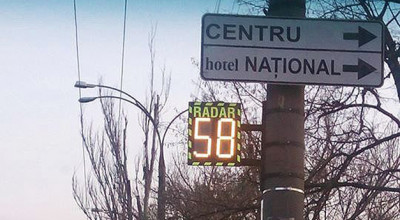 CENTRU
hotel NAȚIONAL
RADAR
58